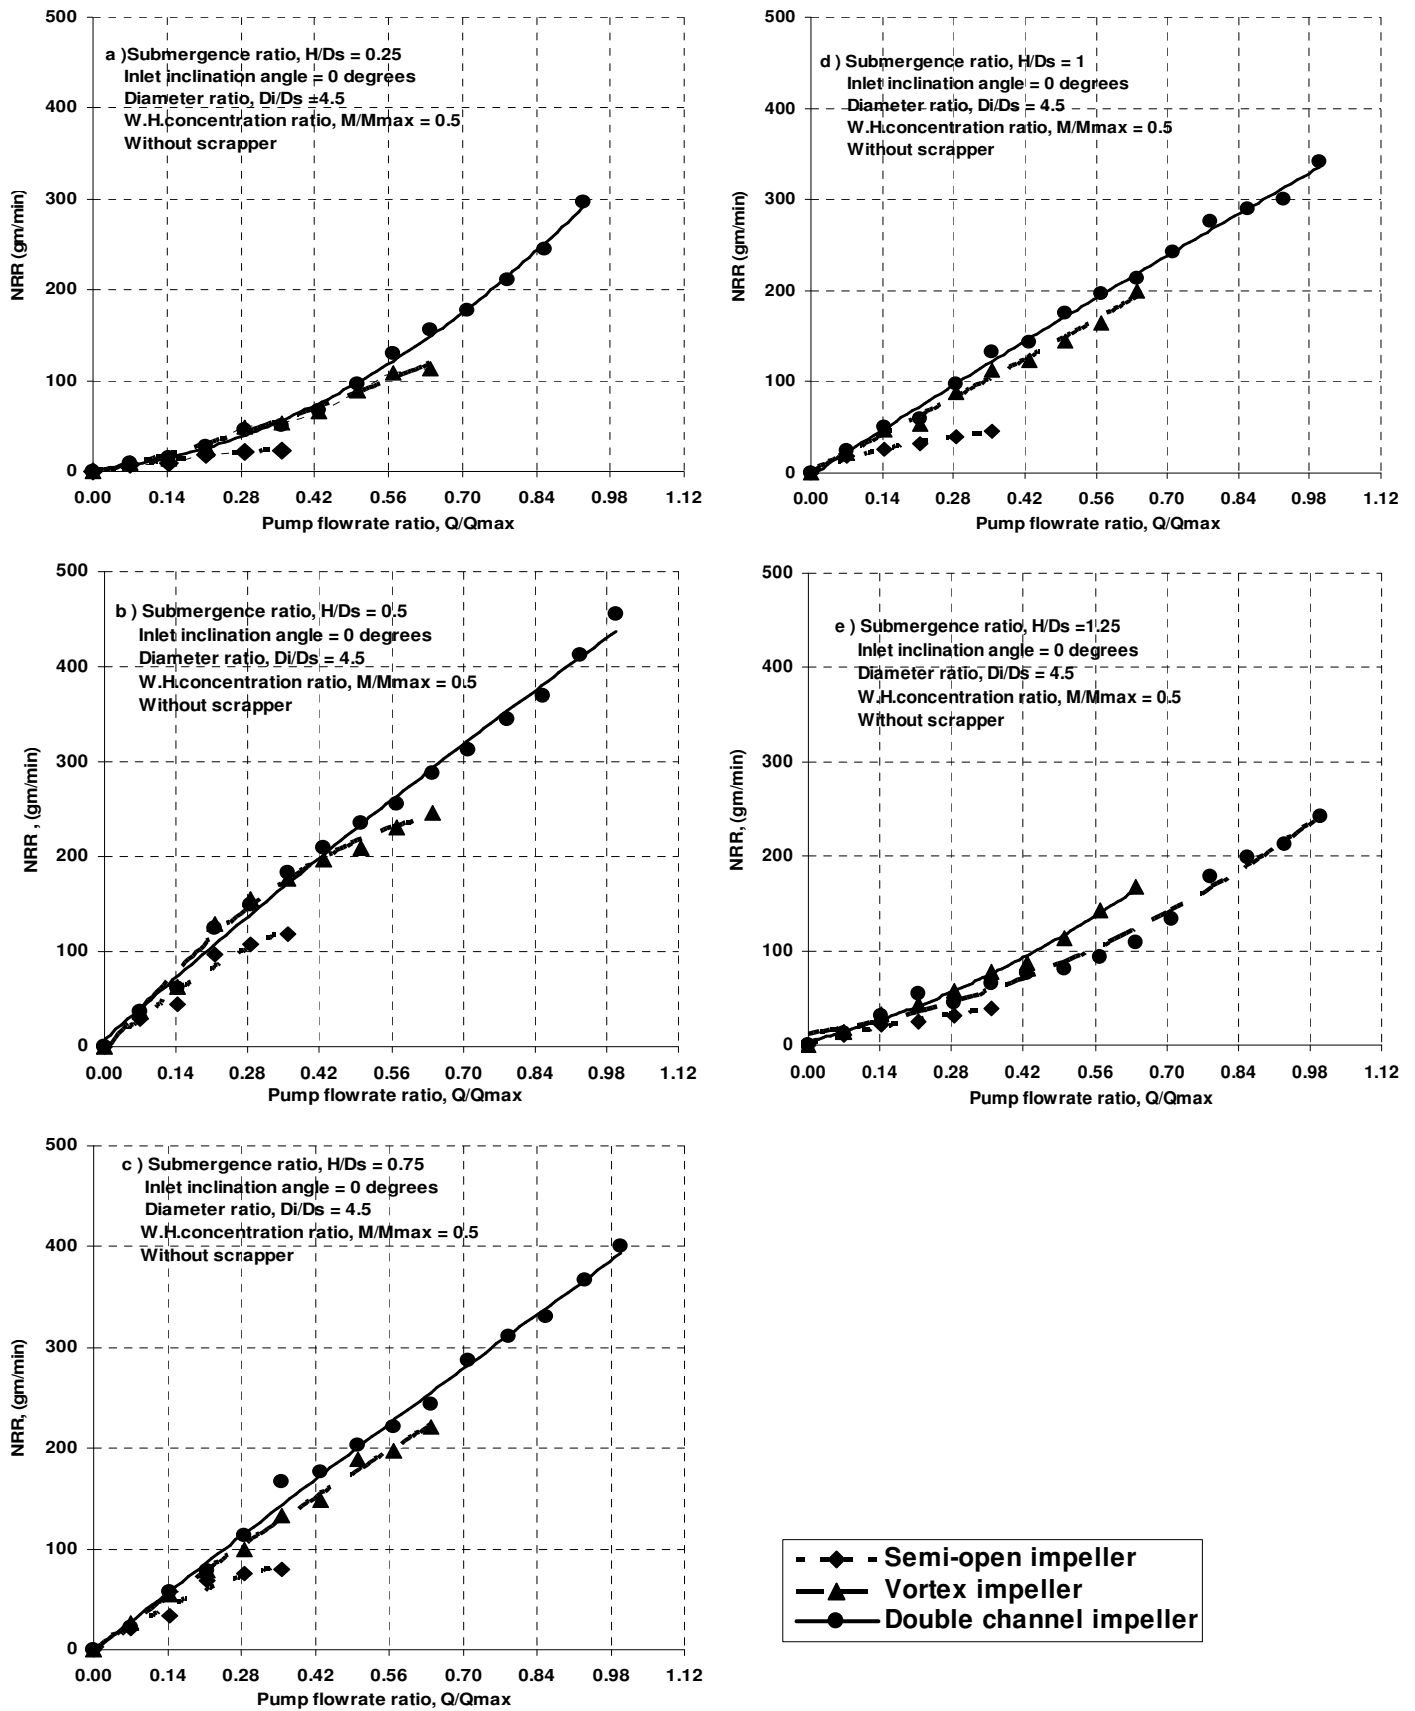 500
400
300
200
100
0
NRR (gm/min)
a )Submergence ratio, H/Ds = 0.25
Inlet inclination angle = 0 degrees
Diameter ratio, Di/Ds =4.5
W.H.concentration ratio, M/Mmax = 0.5
Without scrapper
0.00 0.14 0.28 0.42 0.56 0.70 0.84 0.98 1.12
Pump flowrate ratio, Q/Qmax
500
400
300
200
100
0
NRR , (gm/min)
b ) Submergence ratio, H/Ds = 0.5
Inlet inclination angle = 0 degrees
Diameter ratio, Di/Ds = 4.5
W.H.concentration ratio, M/Mmax = 0.5
Without scrapper
0.00 0.14 0.28 0.42 0.56 0.70 0.84 0.98 1.12
Pump flowrate ratio, Q/Qmax
500
400
300
200
100
0
NRR, (gm/min)
c ) Submergence ratio, H/Ds = 0.75
Inlet inclination angle = 0 degrees
Diameter ratio, Di/Ds = 4.5
W.H.concentration ratio, M/Mmax = 0.5
Without scrapper
0.00 0.14 0.28 0.42 0.56 0.70 0.84 0.98 1.12
Pump flowrate ratio, Q/Qmax
500
400
300
200
100
0
NRR (gm/min)
d ) Submergence ratio, H/Ds = 1
Inlet inclination angle = 0 degrees
Diameter ratio, Di/Ds = 4.5
W.H.concentration ratio, M/Mmax = 0.5
Without scrapper
0.00 0.14 0.28 0.42 0.56 0.70 0.84 0.98 1.12
Pump flowrate ratio, Q/Qmax
500
400
300
200
100
0
NRR, (gm/min)
e ) Submergence ratio, H/Ds =1.25
Inlet inclination angle = 0 degrees
Diameter ratio, Di/Ds = 4.5
W.H.concentration ratio, M/Mmax = 0.5
Without scrapper
0.00 0.14 0.28 0.42 0.56 0.70 0.84 0.98 1.12
Pump flowrate ratio, Q/Qmax
Semi-open impeller
Vortex impeller
Double channel impeller